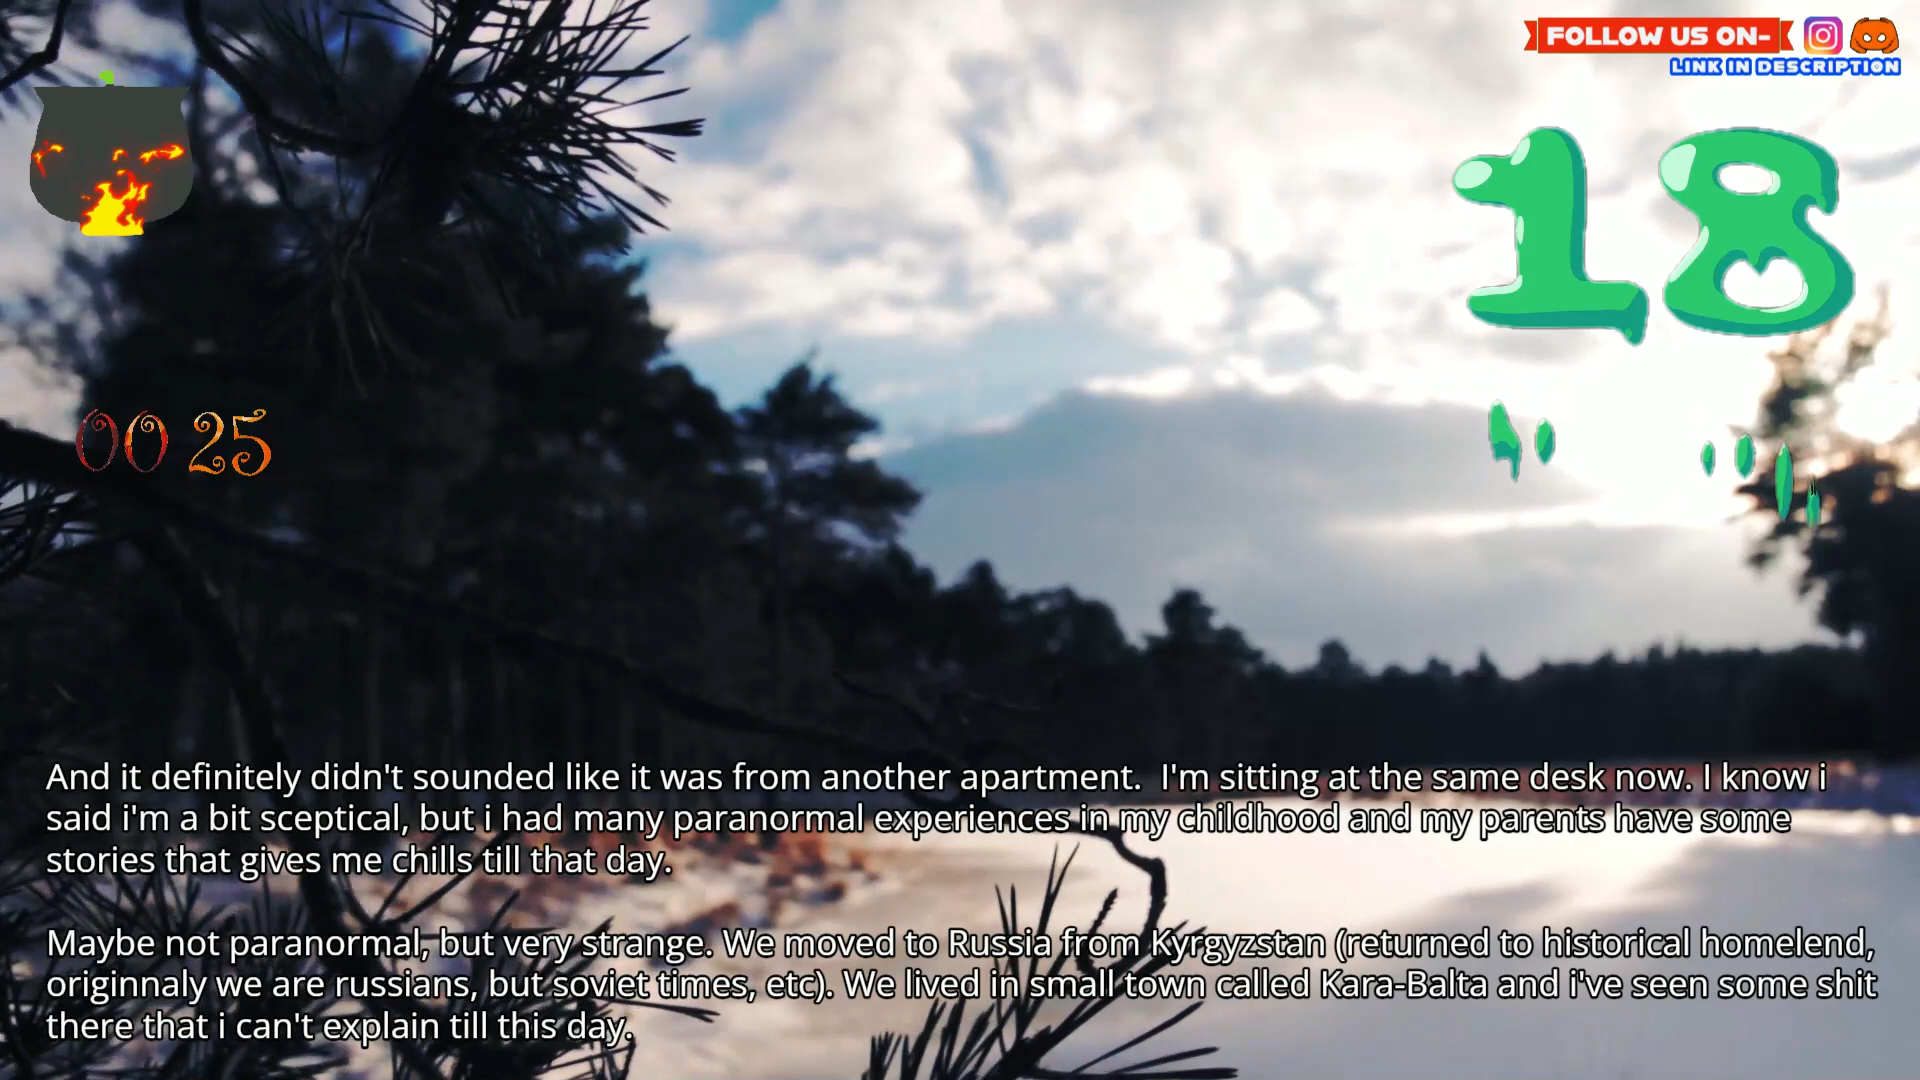 FOLLOW US ON-
LINK IN DESCRIPTION
18
00 25
And it definitely didn't sounded like it was from another apartment.  I'm sitting at the same desk now. I know i
said i'm a bit sceptical, but i had many paranormal experiences in my childhood and my parents have some
stories that gives me chills till that day.
Maybe not paranormal, but very strange. We moved to Russia from Kyrgyzstan (returned to historical homelend,
originnaly we are russians, but soviet times, etc). We lived in small town called Kara-Balta and i've seen some shit
there that i can't explain till this day.